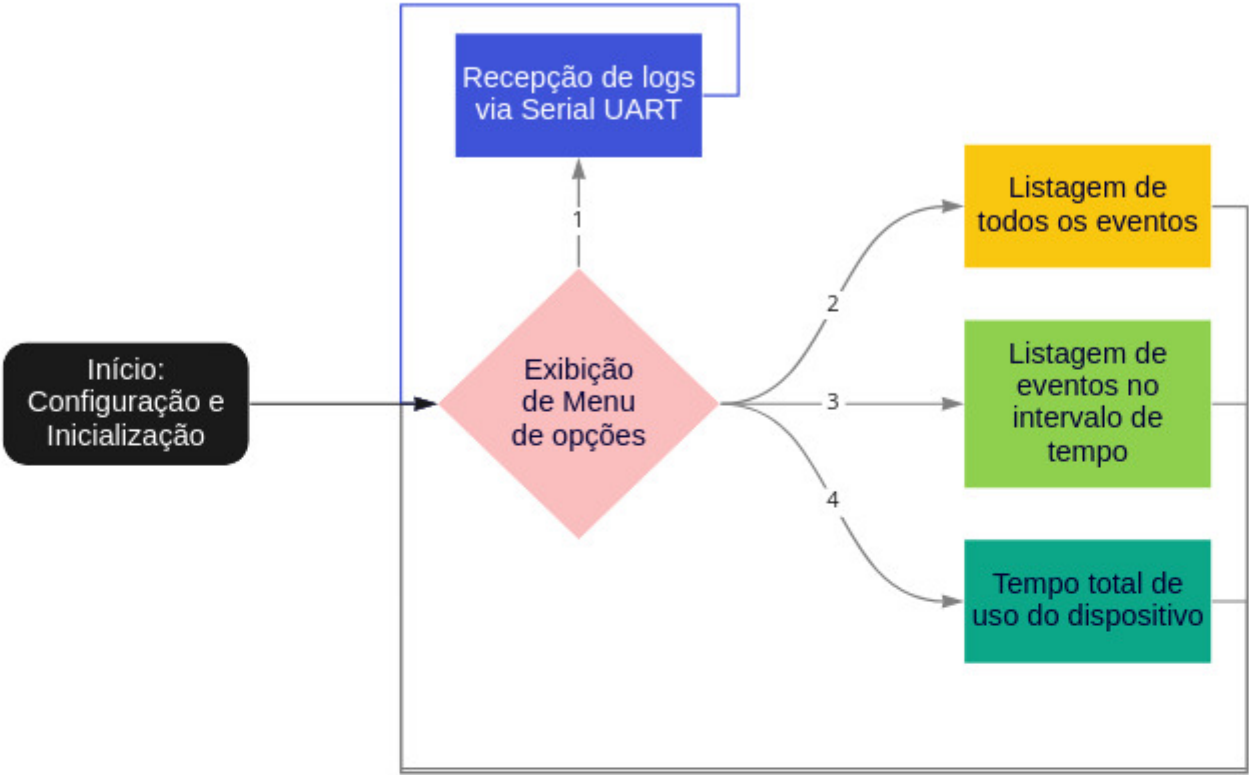 Recepção de logs
via Serial UART
1
Listagem de
todos os eventos
2
Início:
Configuração e
Inicialização
Exibição
de Menu
de opções
3
Listagem de
eventos no
intervalo de
tempo
4
Tempo total de
uso do dispositivo